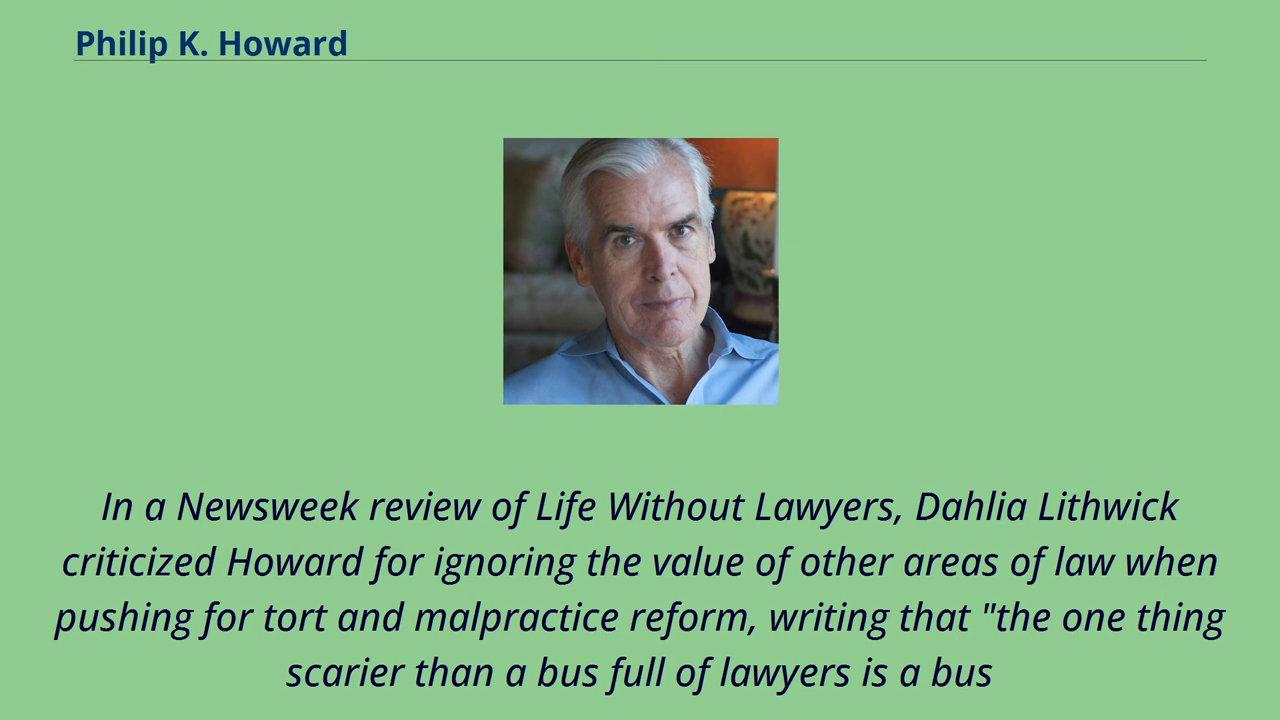 Philip K. Howard
In a Newsweek review of Life Without Lawyers, Dahlia Lithwick
criticized Howard for ignoring the value of other areas of law when
pushing for tort and malpractice reform, writing that "the one thing
scarier than a bus full of lawyers is a bus